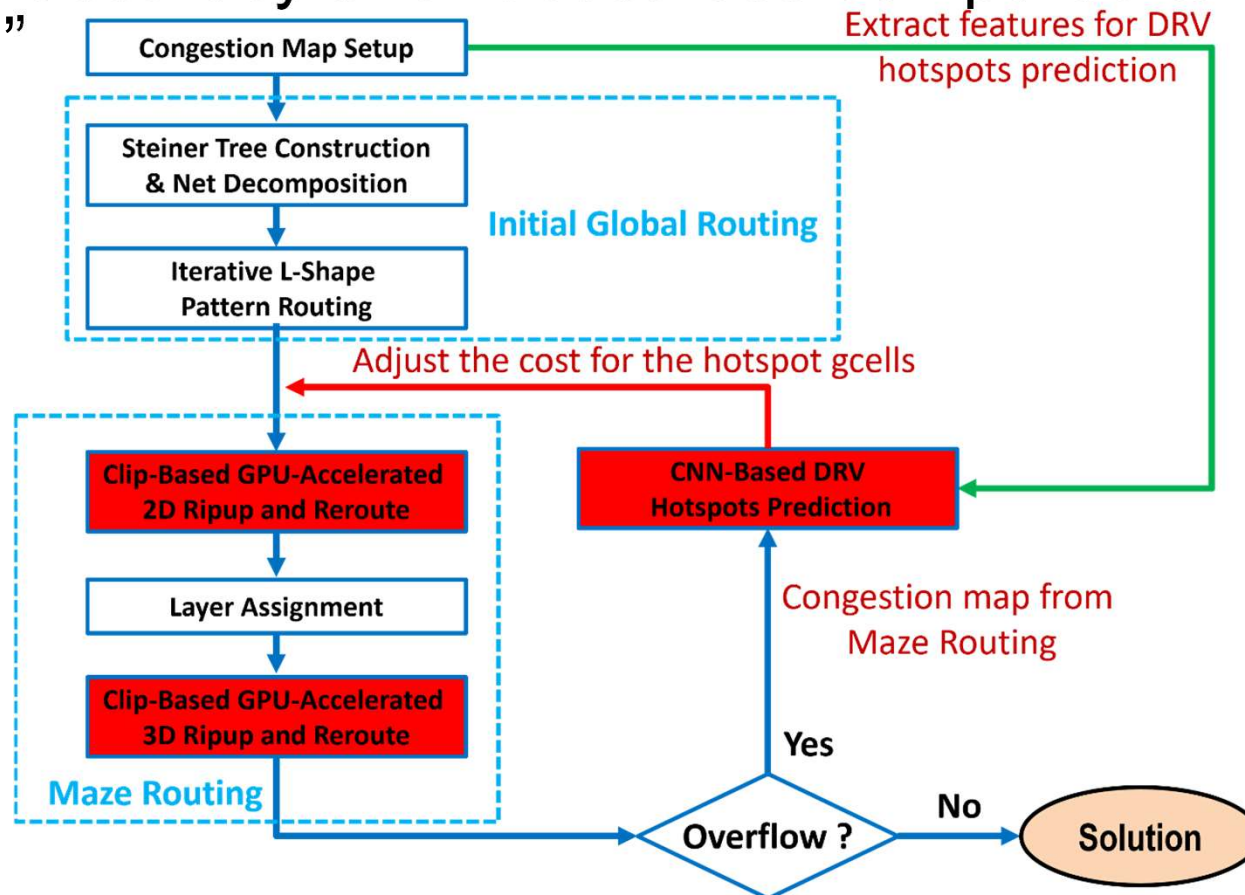 „
Congestion Map Setup
Extract features for DRV
hotspots prediction
Steiner Tree Construction
& Net Decomposition
Initial Global Routing
Iterative L-Shape
Pattern Routing
Adjust the cost for the hotspot gcells
Clip-Based GPU-Accelerated
2D Ripup and Reroute
CNN-Based DRV
Hotspots Prediction
Layer Assignment
Congestion map from
Maze Routing
Clip-Based GPU-Accelerated
3D Ripup and Reroute
Yes
Maze Routing
No
Overflow ?
Solution